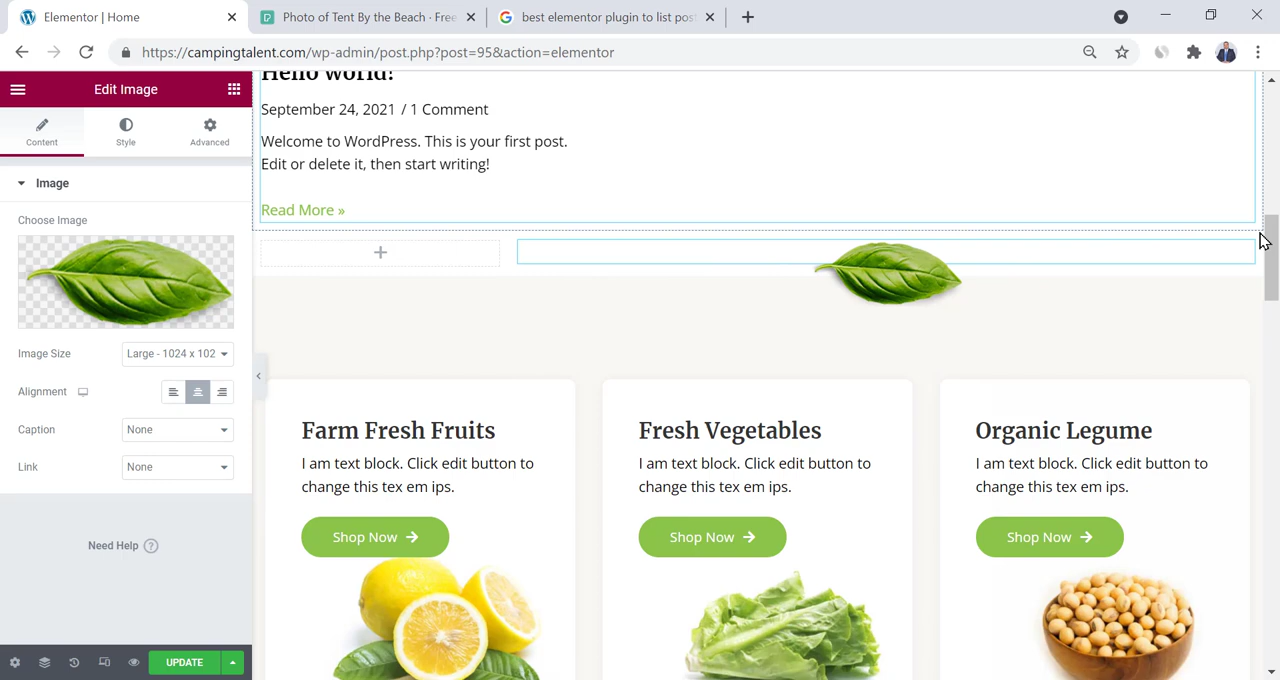 Elementor | Home
Photo of Tent By the Beach · Free
best elementor plugin to list post
https://campingtalent.com/wp-admin/post.php?post=95&action=elementor
Edit Image
Content
Style
Advanced
Image
Choose Image
Image Size
Large - 1024 x 102
Alignment
Caption
None
Link
None
Need Help ?
UPDATE
Hello world!
September 24, 2021 / 1 Comment
Welcome to WordPress. This is your first post.
Edit or delete it, then start writing!
Read More »
Farm Fresh Fruits
I am text block. Click edit button to
change this tex em ips.
Shop Now
Fresh Vegetables
I am text block. Click edit button to
change this tex em ips.
Shop Now
Organic Legume
I am text block. Click edit button to
change this tex em ips.
Shop Now